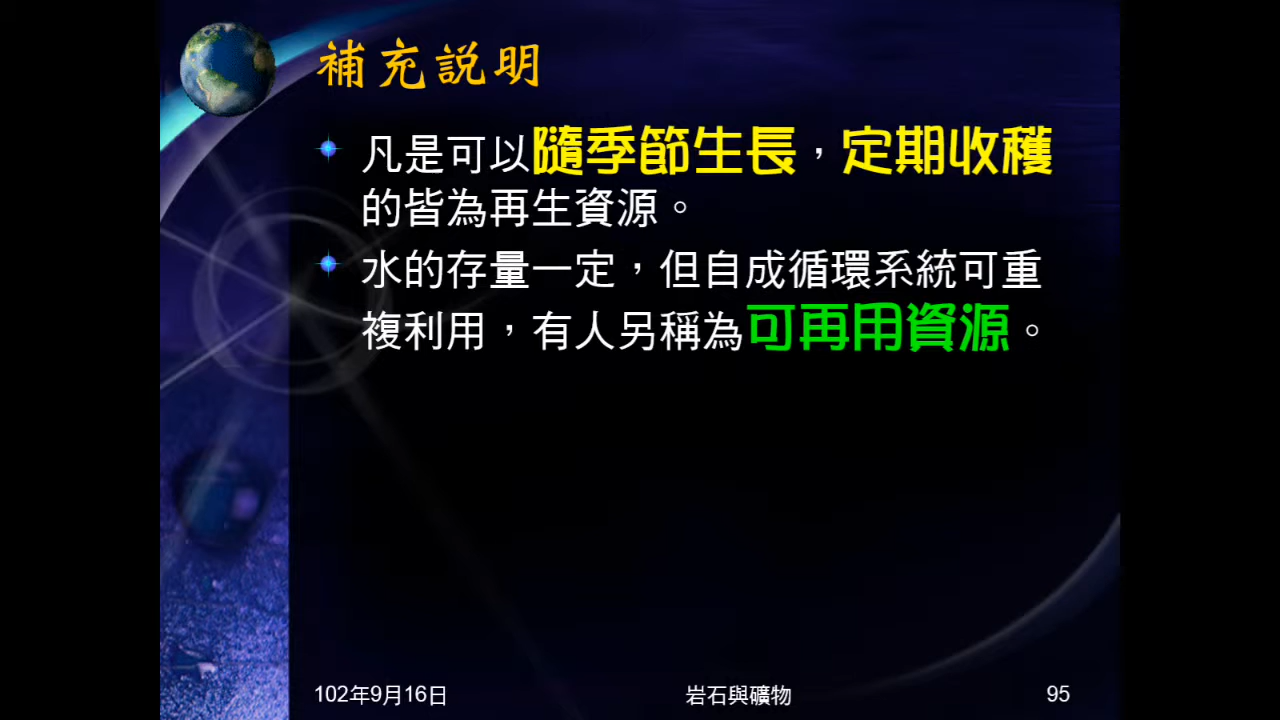 補充說明
凡是可以隨季節生長，定期收穫
的皆為再生資源。
水的存量一定，但自成循環系統可重
複利用，有人另稱為可再用資源。
102年9月16日
岩石與礦物
95